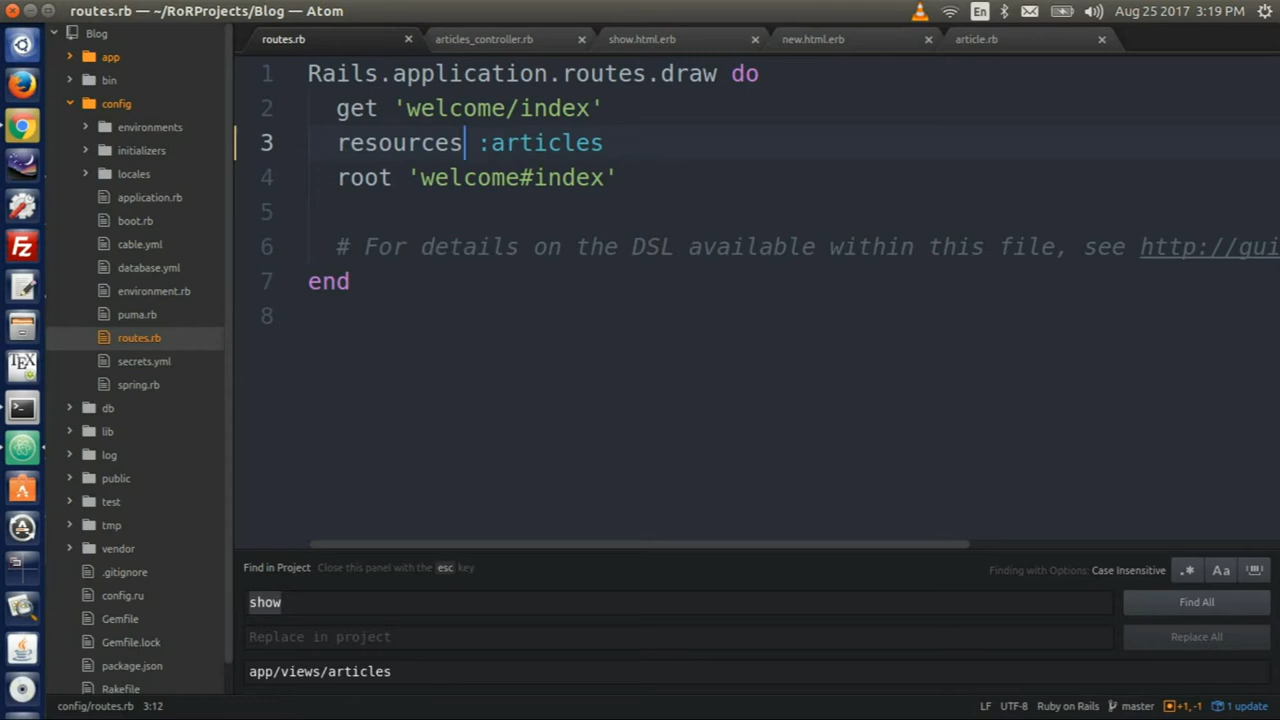 routes.rb — ~/RoRProjects/Blog — Atom
En
Aug 25 2017 3:19 PM
Blog
app
bin
config
environments
initializers
locales
application.rb
boot.rb
cable.yml
database.yml
environment.rb
puma.rb
routes.rb
secrets.yml
spring.rb
db
lib
log
public
test
tmp
vendor
.gitignore
config.ru
Gemfile
Gemfile.lock
package.json
Rakefile
routes.rb
articles_controller.rb
show.html.erb
new.html.erb
article.rb
1 Rails.application.routes.draw do
2 get 'welcome/index'
3 resources :articles
4 root 'welcome#index'
5
6 # For details on the DSL available within this file, see http://gui
7 end
8
Find in Project Close this panel with the esc key
Finding with Options: Case Insensitive
.* Aa
show
Find All
Replace in project
Replace All
app/views/articles
config/routes.rb 3:12
LF UTF-8 Ruby on Rails master +1, -1 1 update
FZ
TEX